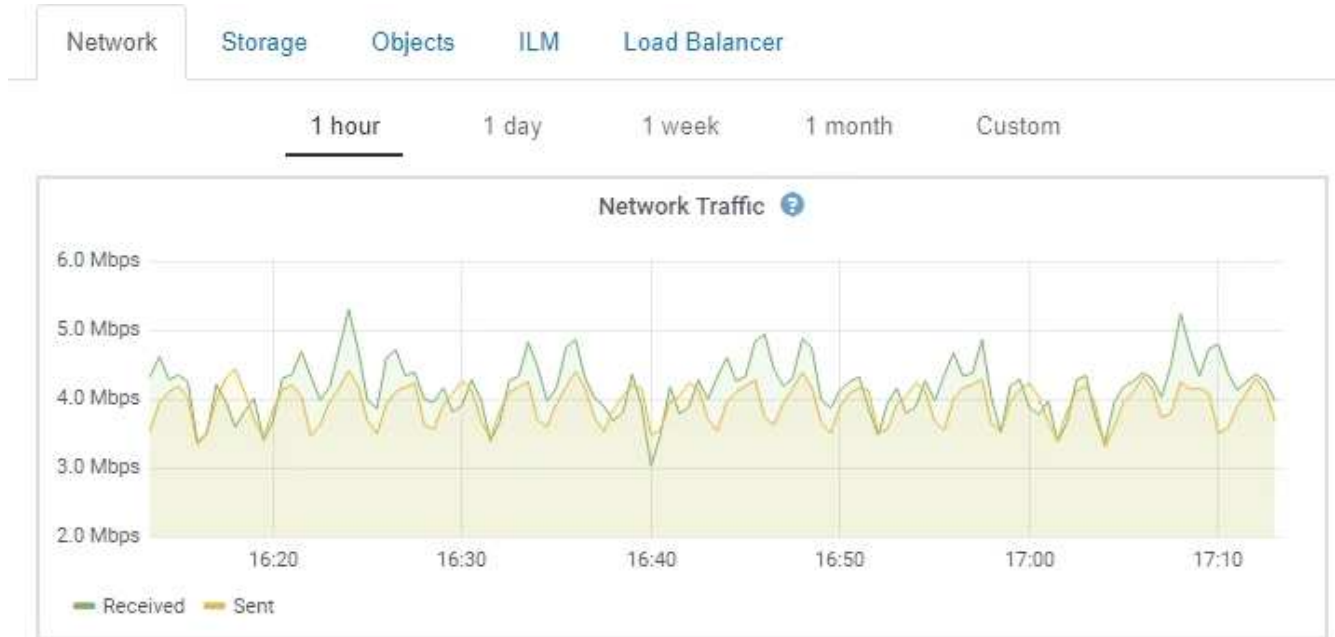 Network Storage Objects ILM Load Balancer
1 hour 1 day 1 week 1 month Custom
Network Traffic ?
6.0 Mbps
5.0 Mbps
4.0 Mbps
3.0 Mbps
2.0 Mbps
16:20 16:30 16:40 16:50 17:00 17:10
Received Sent